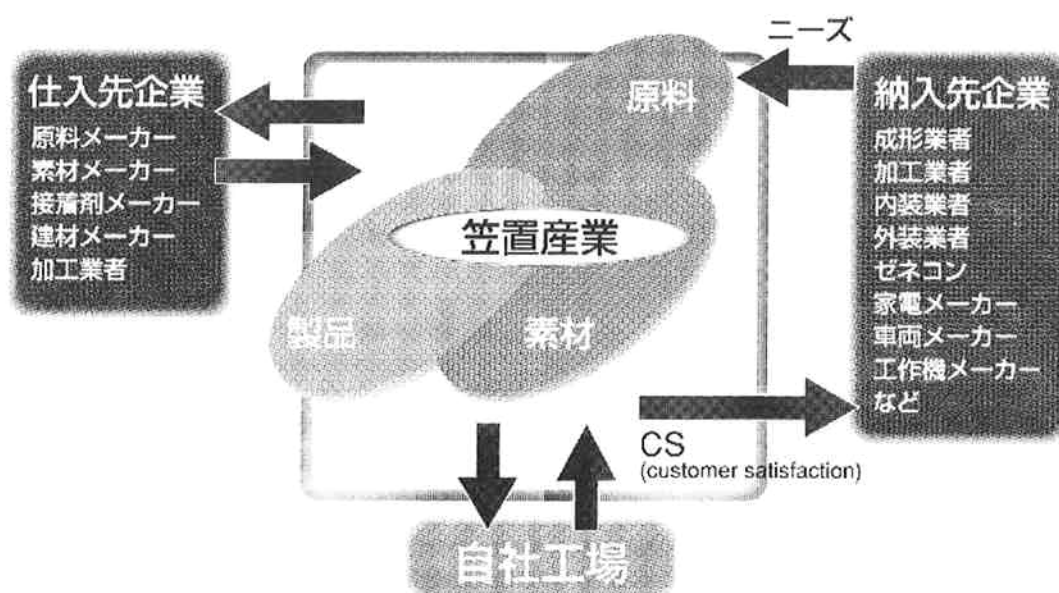 仕入先企業
原料メーカー
素材メーカー
接着剤メーカー
建材メーカー
加工業者
ニーズ
原料
笠置産業
製品
素材
納入先企業
成形業者
加工業者
内装業者
外装業者
ゼネコン
家電メーカー
車両メーカー
工作機メーカー
など
CS
(customer satisfaction)
自社工場